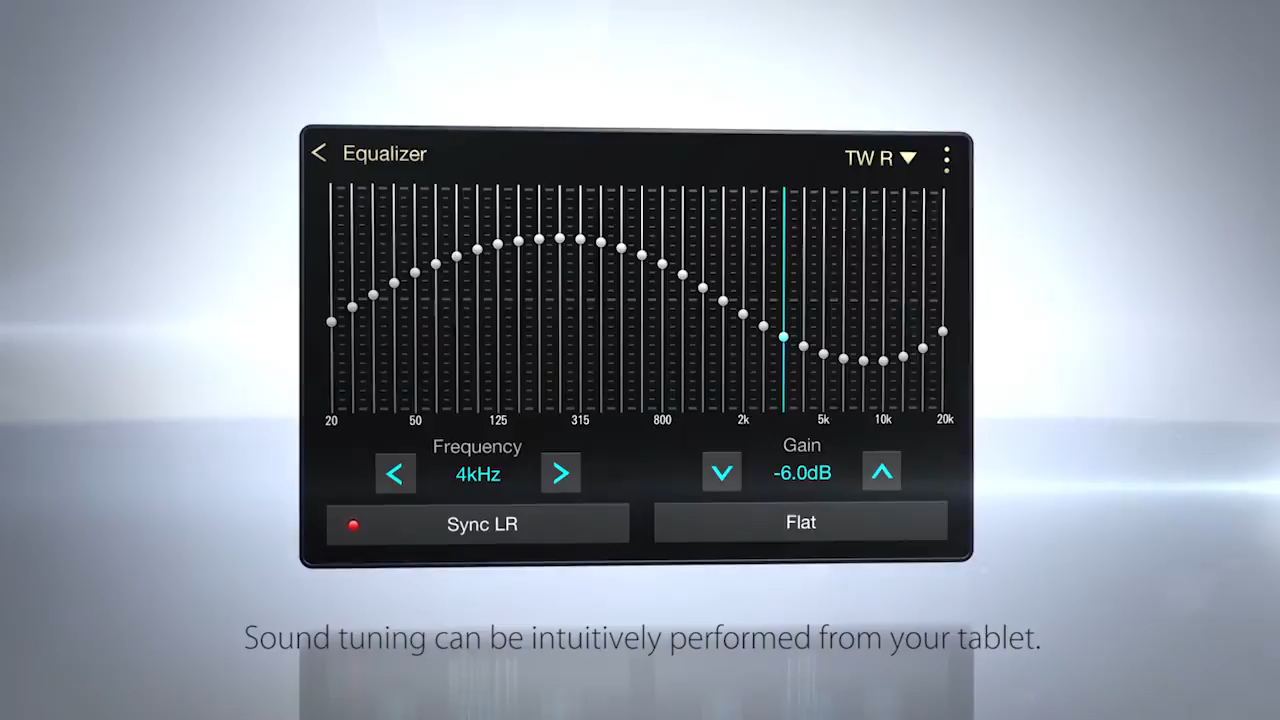 Equalizer
TW R
20 50 125 315 800 2k 5k 10k 20k
Frequency Gain
4kHz -6.0dB
Sync LR Flat
Sound tuning can be intuitively performed from your tablet.